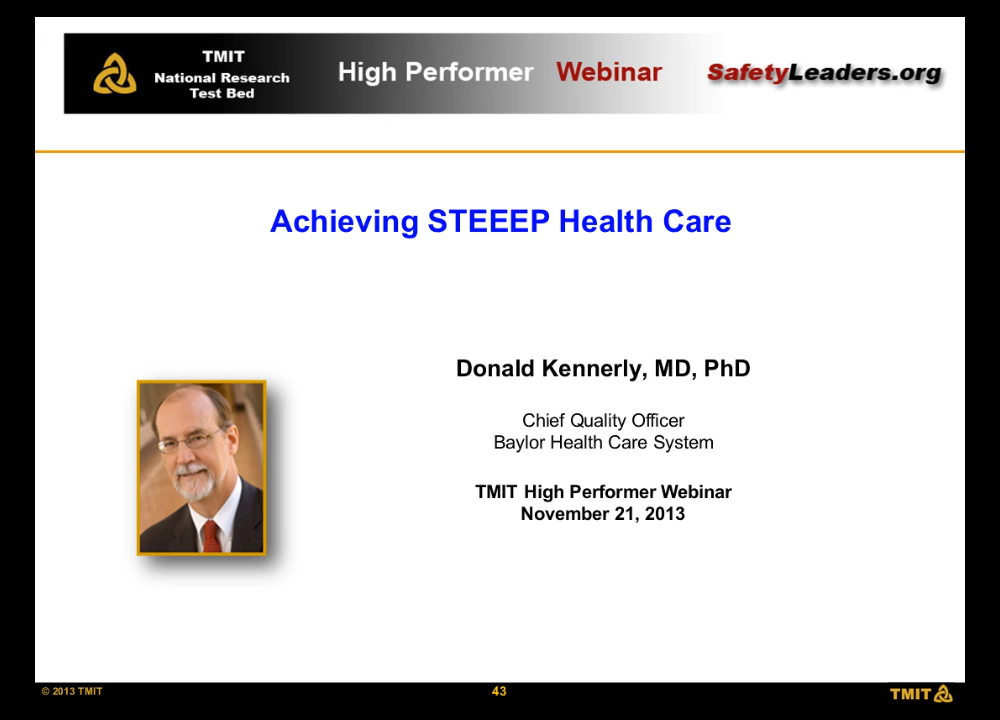 TMIT
National Research
Test Bed
High Performer Webinar
SafetyLeaders.org
Achieving STEEEP Health Care
Donald Kennerly, MD, PhD
Chief Quality Officer
Baylor Health Care System
TMIT High Performer Webinar
November 21, 2013
© 2013 TMIT
43
TMIT